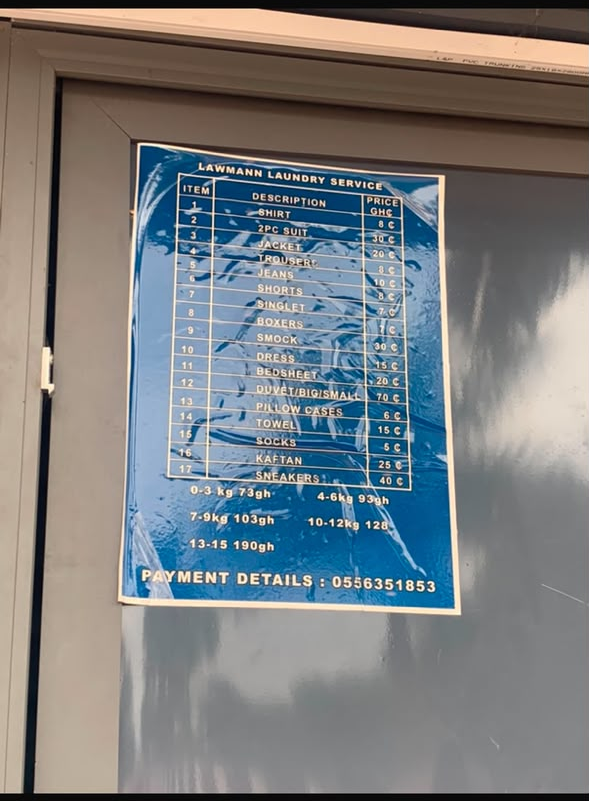 LAWMANN LAUNDRY SERVICE
ITEM DESCRIPTION PRICE GH₵
1 SHIRT 8 ₵
2 2PC SUIT 30 ₵
3 JACKET 20 ₵
4 TROUSERS 8 ₵
5 JEANS 10 ₵
6 SHORTS 8 ₵
7 SINGLET 7 ₵
8 BOXERS 7 ₵
9 SMOCK 30 ₵
10 DRESS 15 ₵
11 BEDSHEET 20 ₵
12 DUVET/BIG/SMALL 70 ₵
13 PILLOW CASES 6 ₵
14 TOWEL 15 ₵
15 SOCKS 5 ₵
16 KAFTAN 25 ₵
17 SNEAKERS 40 ₵
0-3 kg 73gh 4-6kg 93gh
7-9kg 103gh 10-12kg 128
13-15 190gh
PAYMENT DETAILS : 0556351853